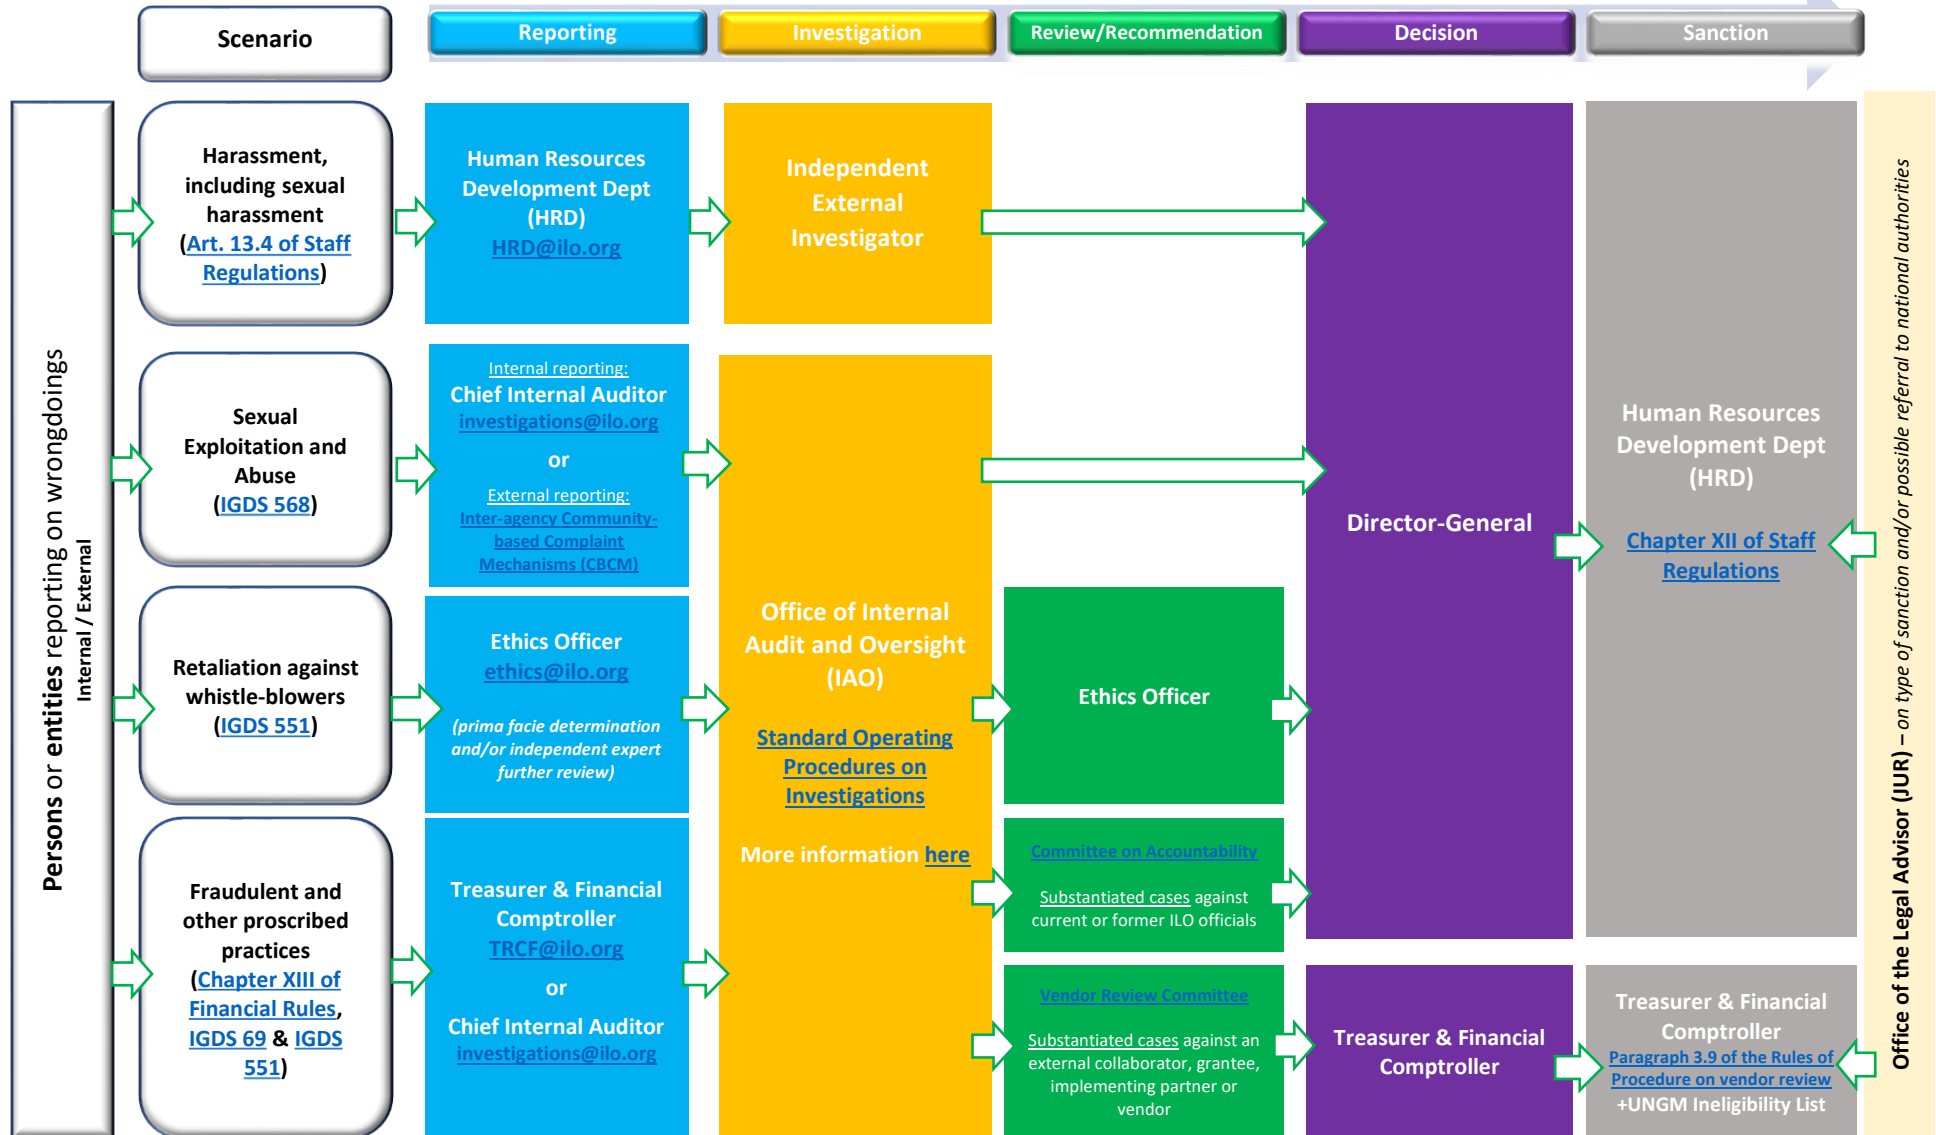 Scenario
Reporting
Investigation
Review/Recommendation
Decision
Sanction
Persons or entities reporting on wrongdoings
Internal / External
Harassment,
including sexual
harassment
(Art. 13.4 of Staff
Regulations)
Human Resources
Development Dept
(HRD)
HRD@ilo.org
Independent
External
Investigator
Sexual
Exploitation and
Abuse
(IGDS 568)
Internal reporting:
Chief Internal Auditor
investigations@ilo.org
or
External reporting:
Inter-agency Community-
based Complaint
Mechanisms (CBCM)
Retaliation against
whistle-blowers
(IGDS 551)
Ethics Officer
ethics@ilo.org
(prima facie determination
and/or independent expert
further review)
Fraudulent and
other proscribed
practices
(Chapter XIII of
Financial Rules,
IGDS 69 & IGDS
551)
Treasurer & Financial
Comptroller
TRCF@ilo.org
or
Chief Internal Auditor
investigations@ilo.org
Office of Internal
Audit and Oversight
(IAO)
Standard Operating
Procedures on
Investigations
More information here
Ethics Officer
Committee on Accountability
Substantiated cases against
current or former ILO officials
Vendor Review Committee
Substantiated cases against an
external collaborator, grantee,
implementing partner or
vendor
Director-General
Treasurer & Financial
Comptroller
Human Resources
Development Dept
(HRD)
Chapter XII of Staff
Regulations
Treasurer & Financial
Comptroller
Paragraph 3.9 of the Rules of
Procedure on vendor review
+UNGM Ineligibility List
Office of the Legal Advisor (JUR) – on type of sanction and/or possible referral to national authorities